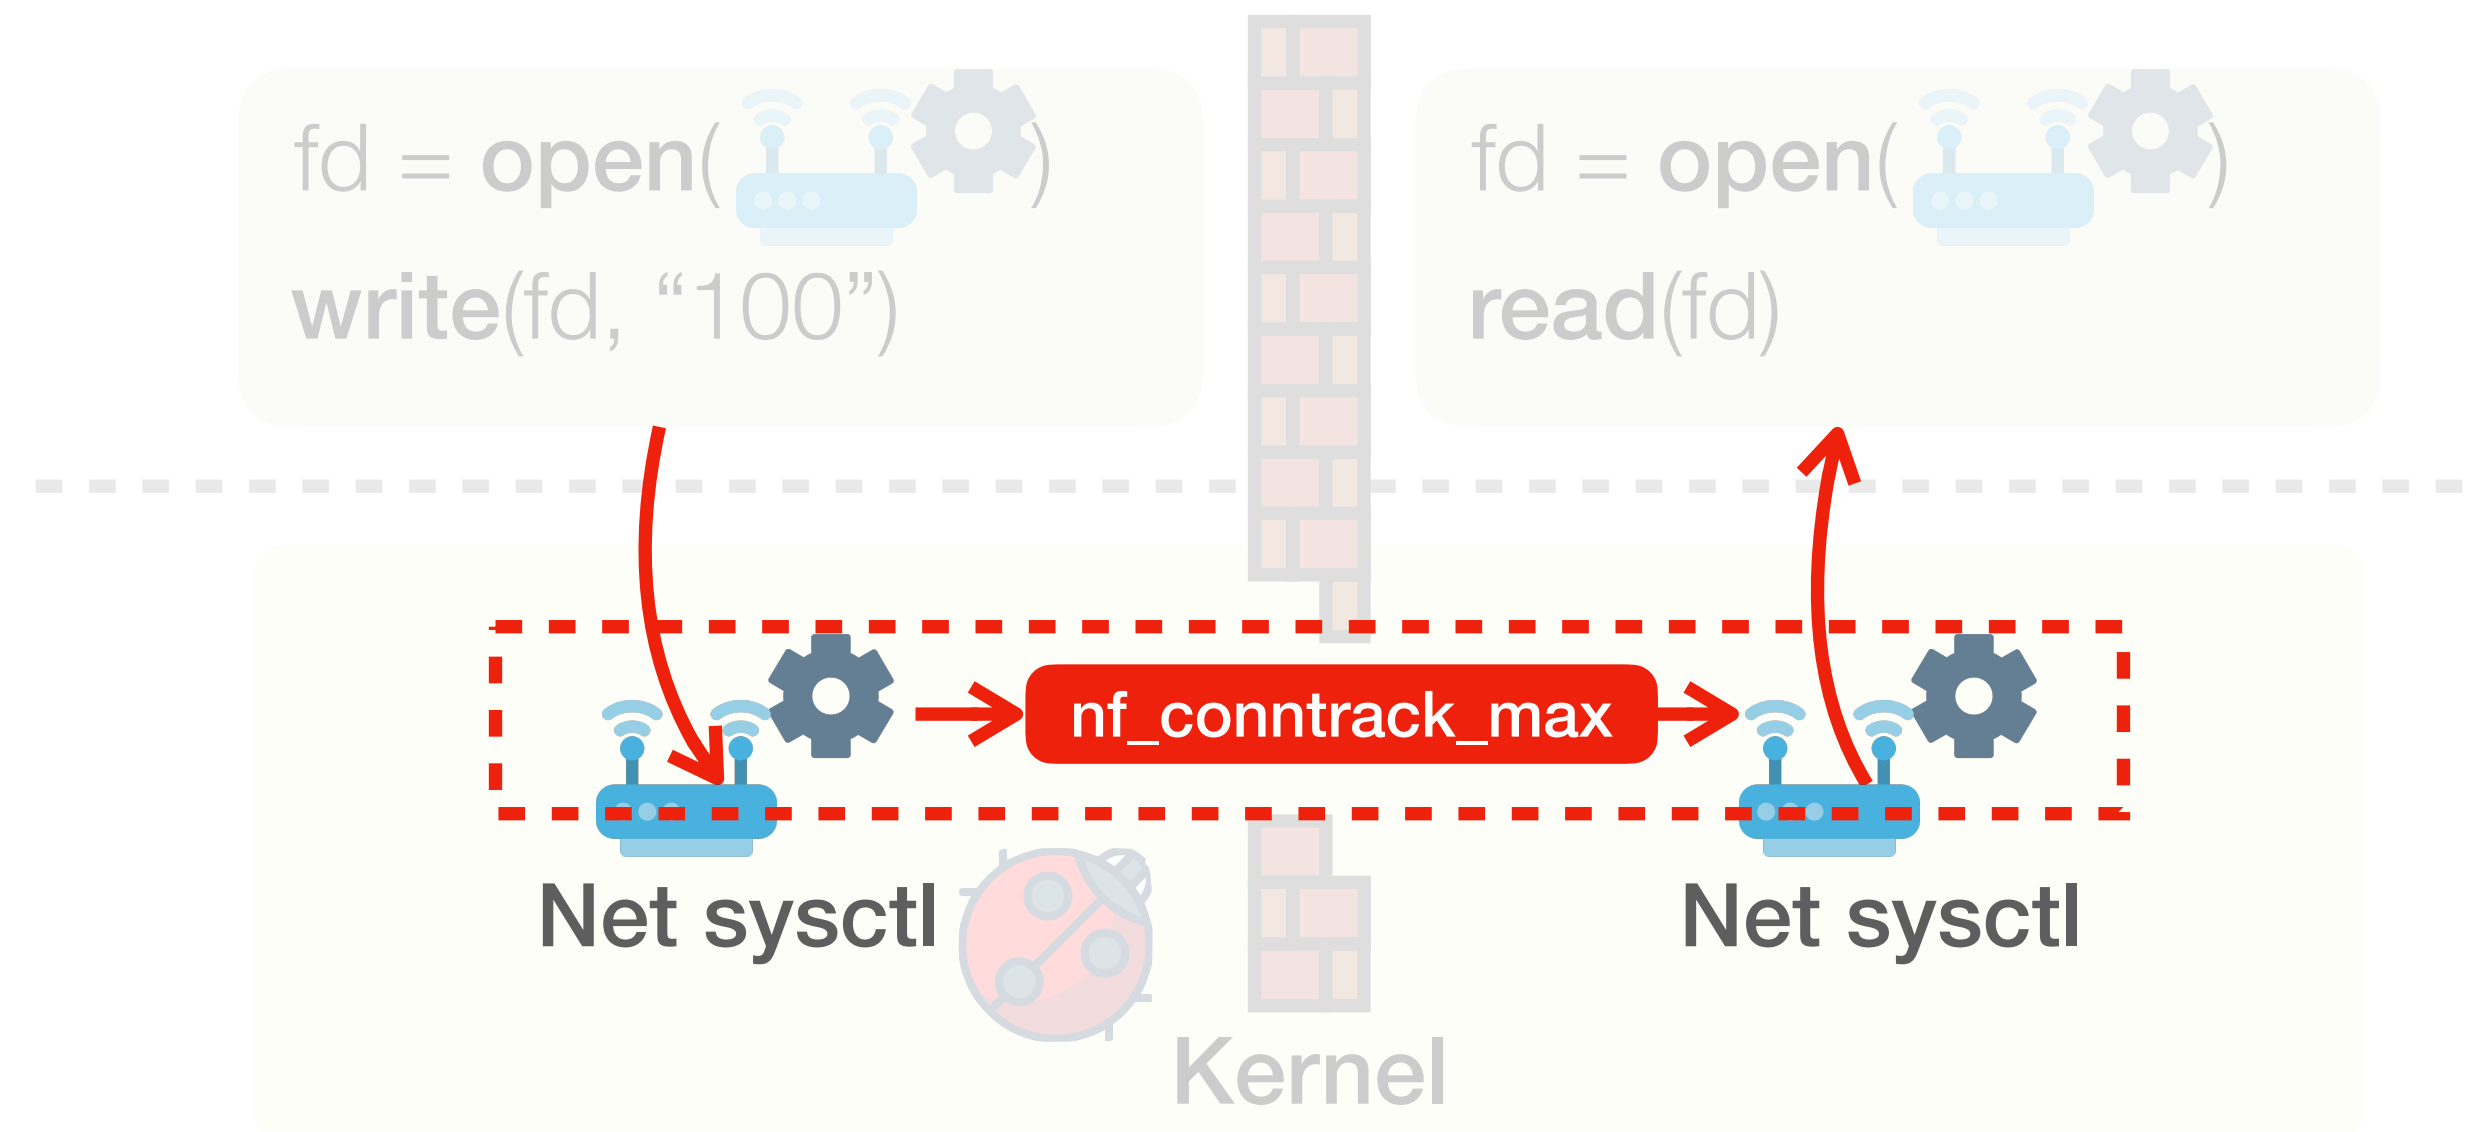 fd = open( )
write(fd, “100”)
fd = open( )
read(fd)
nf_conntrack_max
Net sysctl
Net sysctl
Kernel